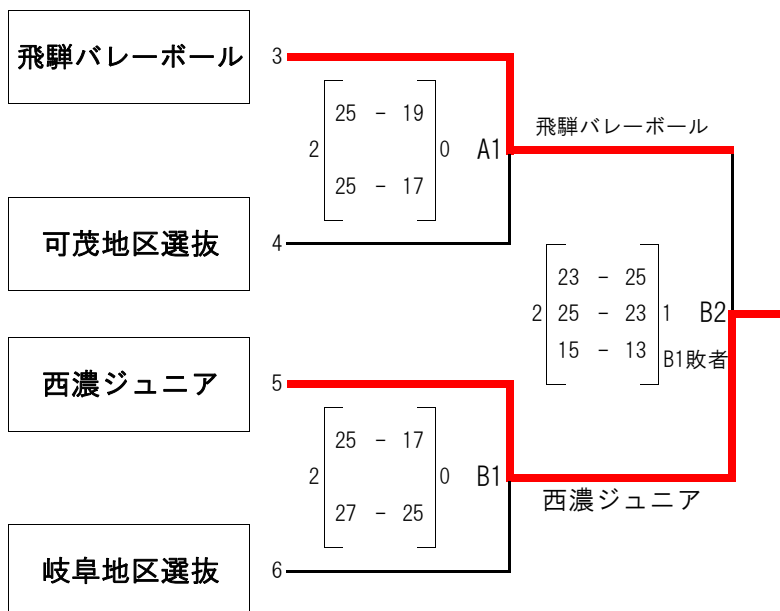 飛騨バレーボール 3
25 - 19
2 0 A1
25 - 17
飛騨バレーボール
可茂地区選抜 4
23 - 25
2 25 - 23 1 B2
15 - 13 B1敗者
西濃ジュニア 5
25 - 17
2 0 B1
27 - 25
西濃ジュニア
岐阜地区選抜 6